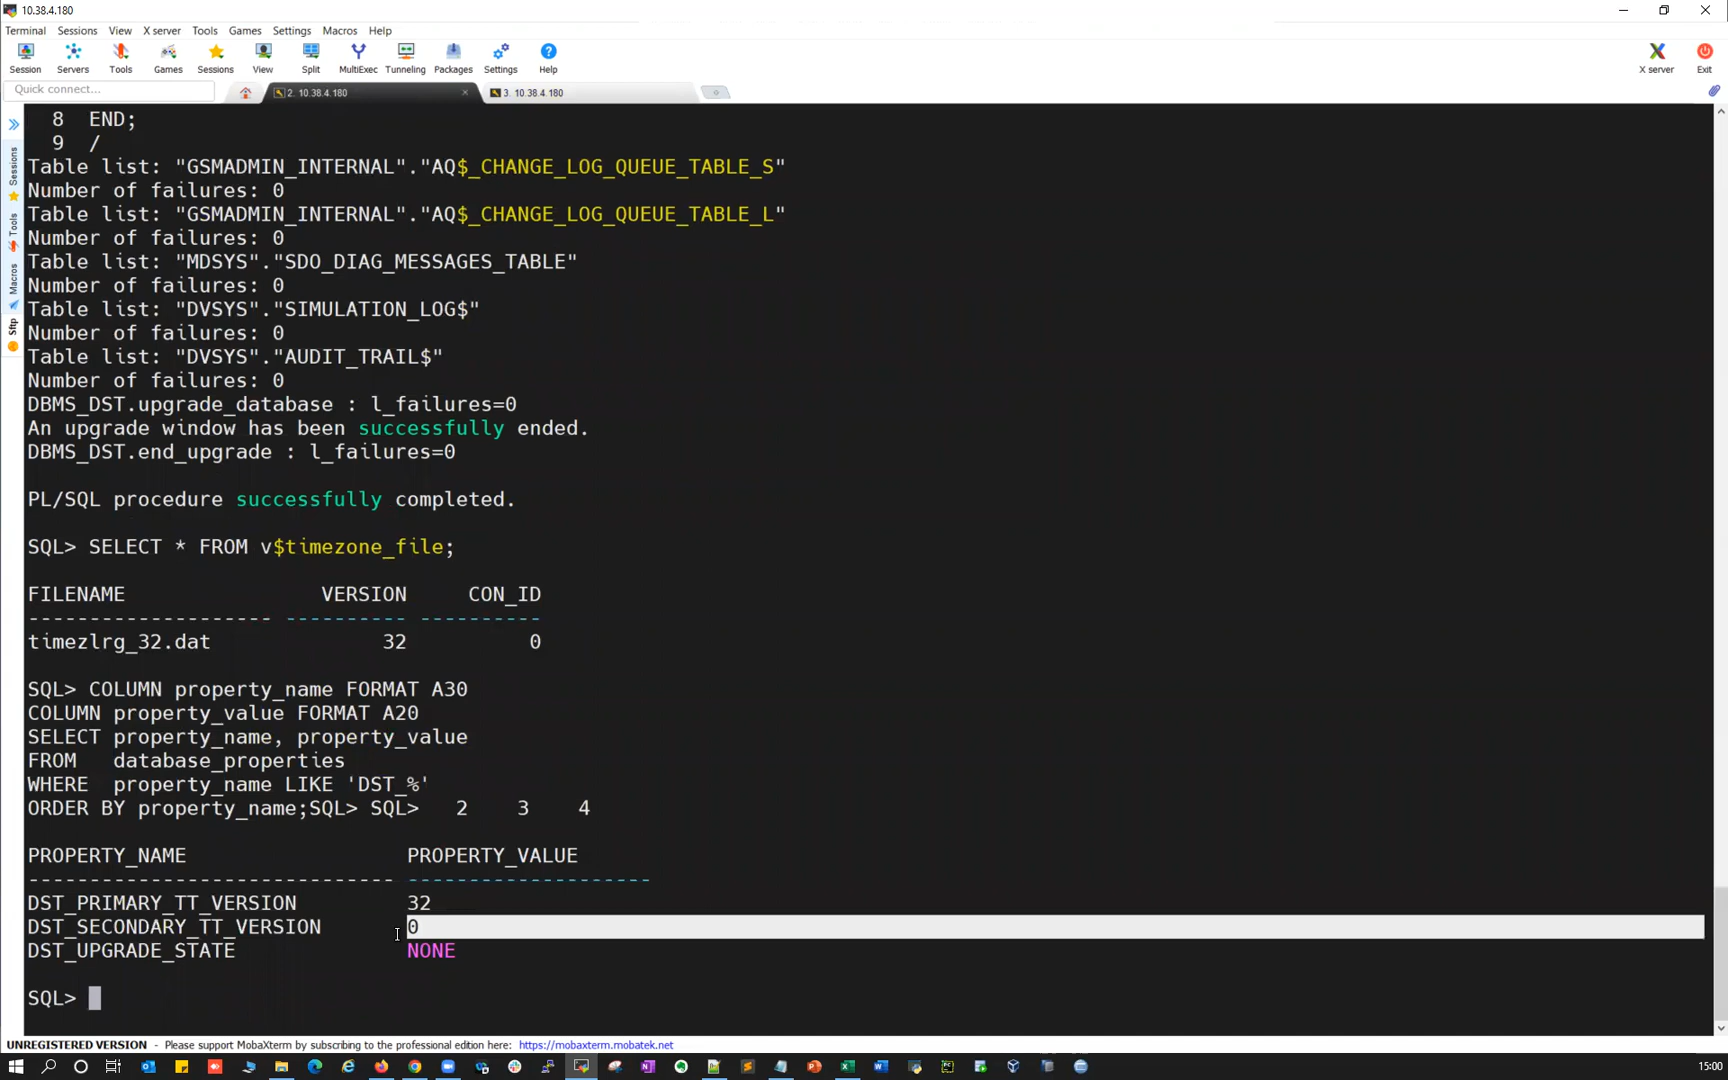 10.38.4.180
Terminal Sessions View X server Tools Games Settings Macros Help
Session Servers Tools Games Sessions View Split MultiExec Tunneling Packages Settings Help X server Exit
Quick connect...
2. 10.38.4.180
3. 10.38.4.180
Sessions
Tools
Macros
Sftp
8 END;
9 /
Table list: "GSMADMIN_INTERNAL"."AQ$_CHANGE_LOG_QUEUE_TABLE_S"
Number of failures: 0
Table list: "GSMADMIN_INTERNAL"."AQ$_CHANGE_LOG_QUEUE_TABLE_L"
Number of failures: 0
Table list: "MDSYS"."SDO_DIAG_MESSAGES_TABLE"
Number of failures: 0
Table list: "DVSYS"."SIMULATION_LOG$"
Number of failures: 0
Table list: "DVSYS"."AUDIT_TRAIL$"
Number of failures: 0
DBMS_DST.upgrade_database : l_failures=0
An upgrade window has been successfully ended.
DBMS_DST.end_upgrade : l_failures=0
PL/SQL procedure successfully completed.
SQL> SELECT * FROM v$timezone_file;
FILENAME VERSION CON_ID
-------------------- ---------- ----------
timezlrg_32.dat 32 0
SQL> COLUMN property_name FORMAT A30
COLUMN property_value FORMAT A20
SELECT property_name, property_value
FROM database_properties
WHERE property_name LIKE 'DST_%'
ORDER BY property_name;SQL> SQL> 2 3 4
PROPERTY_NAME PROPERTY_VALUE
------------------------------ --------------------
DST_PRIMARY_TT_VERSION 32
DST_SECONDARY_TT_VERSION 0
DST_UPGRADE_STATE NONE
SQL>
UNREGISTERED VERSION - Please support MobaXterm by subscribing to the professional edition here: https://mobaxterm.mobatek.net
15:00